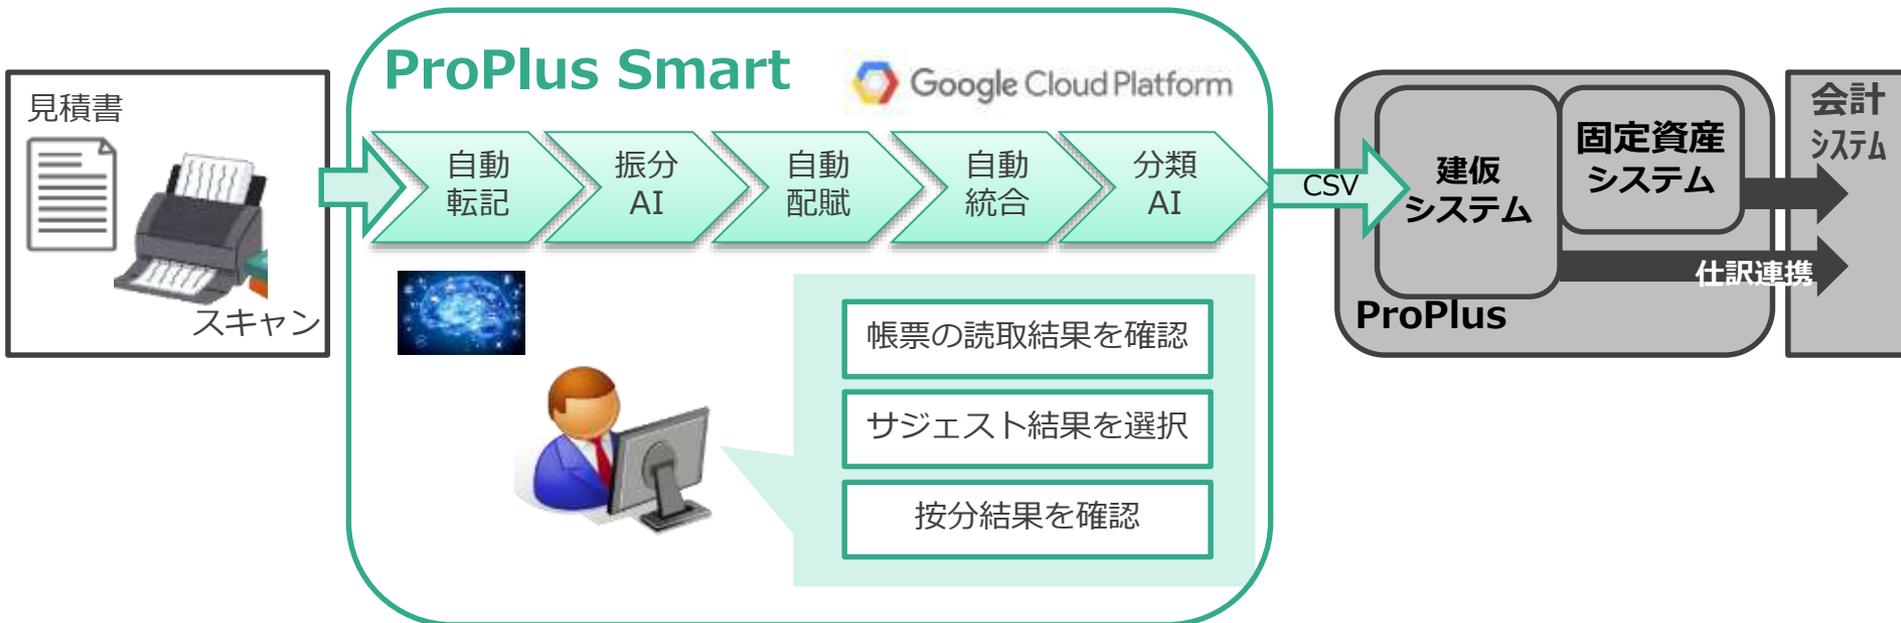 見積書
スキャン
ProPlus Smart
Google Cloud Platform
自動
転記
振分
AI
自動
配賦
自動
統合
分類
AI
帳票の読取結果を確認
サジェスト結果を選択
按分結果を確認
CSV
建仮
システム
固定資産
システム
仕訳連携
ProPlus
会計
ｼｽﾃﾑ